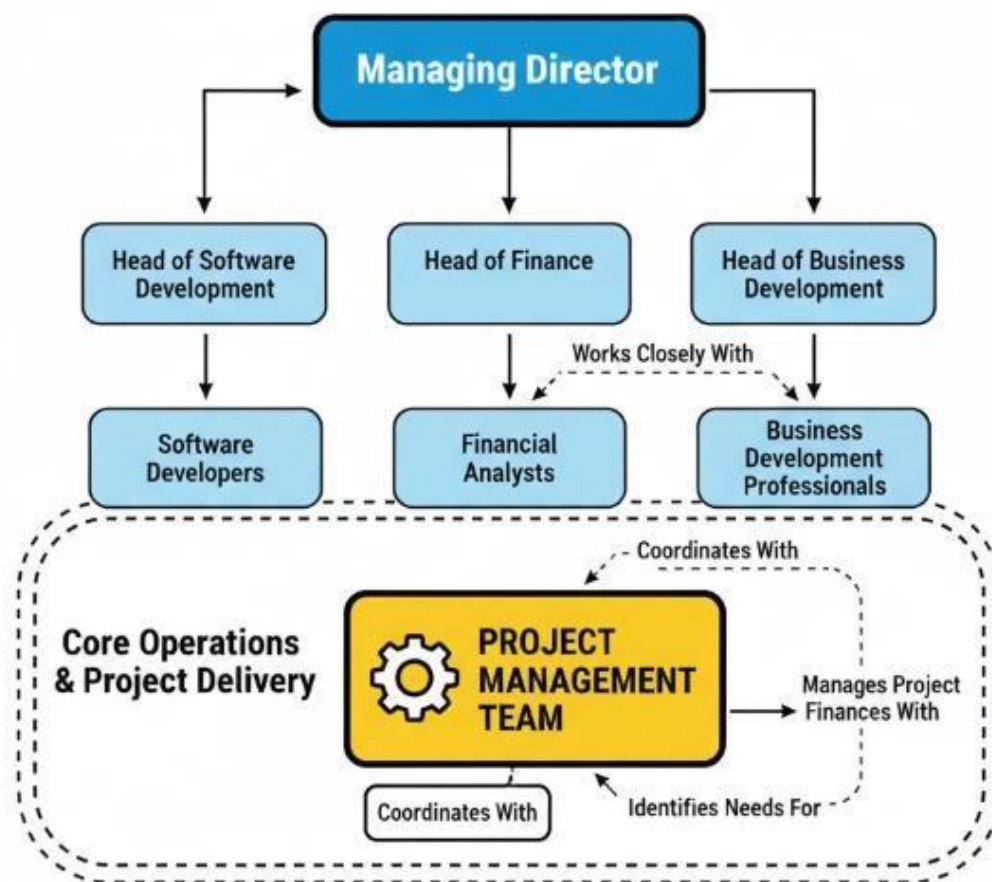 Managing Director
Head of Software
Development
Head of Finance
Head of Business
Development
Works Closely With
Software
Developers
Financial
Analysts
Business
Development
Professionals
Coordinates With
Core Operations
& Project Delivery
PROJECT
MANAGEMENT
TEAM
Manages Project
Finances With
Identifies Needs For
Coordinates With